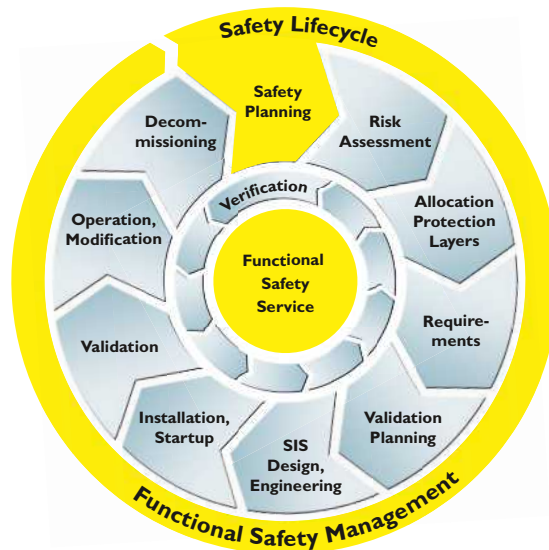 Safety Lifecycle
Safety
Planning
Risk
Assessment
Allocation
Protection
Layers
Require-
ments
Validation
Planning
SIS
Design,
Engineering
Installation,
Startup
Validation
Operation,
Modification
Decom-
missioning
Verification
Functional
Safety
Service
Functional Safety Management